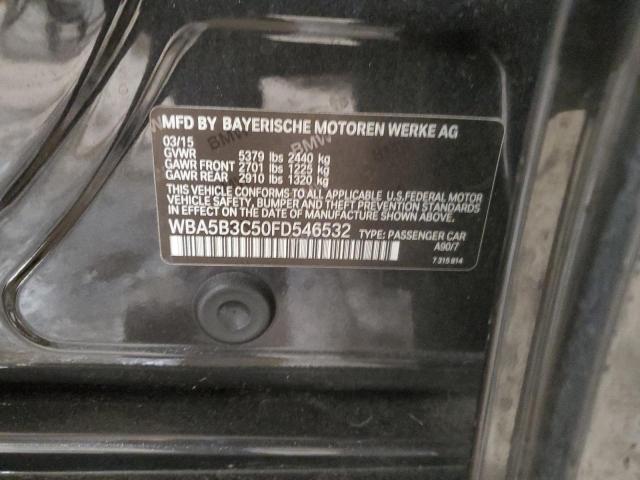 MFD BY BAYERISCHE MOTOREN WERKE AG
03/15
GVWR 5379 lbs 2440 kg
GAWR FRONT 2701 lbs 1225 kg
GAWR REAR 2910 lbs 1320 kg
THIS VEHICLE CONFORMS TO ALL APPLICABLE U.S.FEDERAL MOTOR
VEHICLE SAFETY, BUMPER AND THEFT PREVENTION STANDARDS IN
EFFECT ON THE DATE OF MANUFACTURE SHOWN ABOVE.
WBA5B3C50FD546532 TYPE: PASSENGER CAR
A90/7
7 315 814